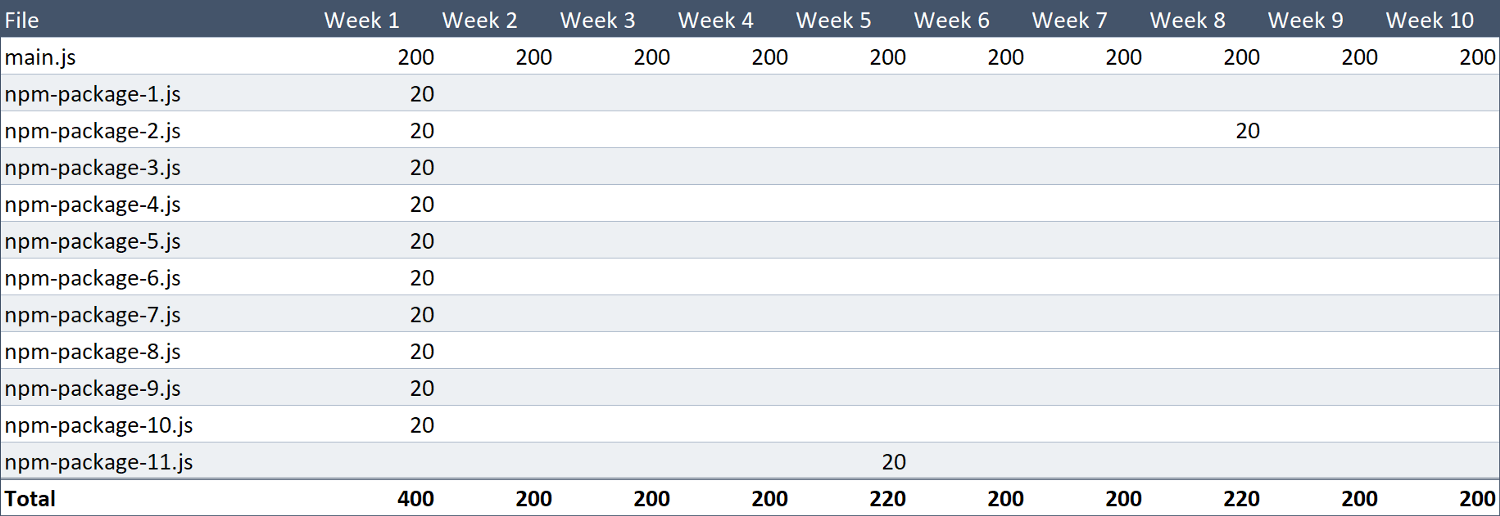 File Week 1 Week 2 Week 3 Week 4 Week 5 Week 6 Week 7 Week 8 Week 9 Week 10
main.js 200 200 200 200 200 200 200 200 200 200
npm-package-1.js 20
npm-package-2.js 20 20
npm-package-3.js 20
npm-package-4.js 20
npm-package-5.js 20
npm-package-6.js 20
npm-package-7.js 20
npm-package-8.js 20
npm-package-9.js 20
npm-package-10.js 20
npm-package-11.js 20
Total 400 200 200 200 220 200 200 220 200 200